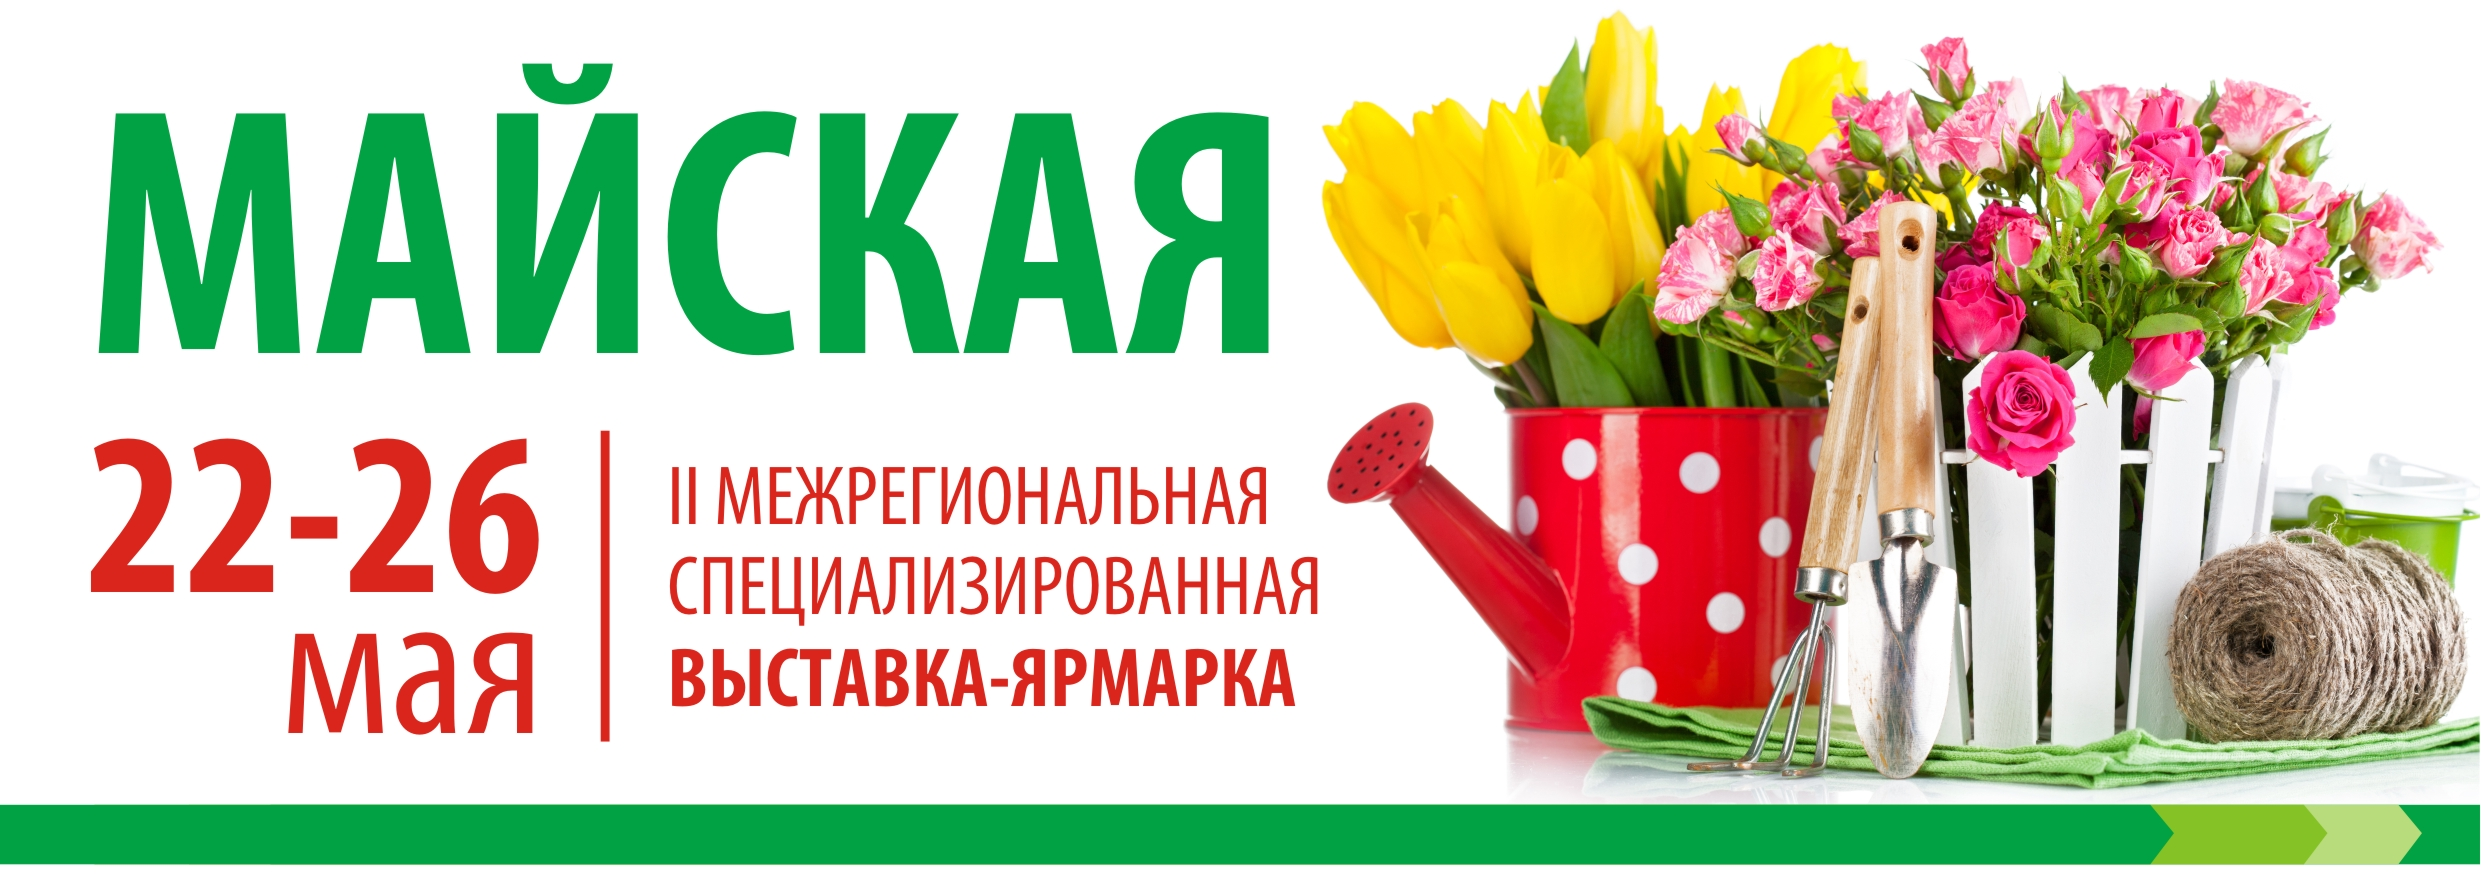 МАЙСКАЯ
22-26
мая
II МЕЖРЕГИОНАЛЬНАЯ
СПЕЦИАЛИЗИРОВАННАЯ
ВЫСТАВКА-ЯРМАРКА